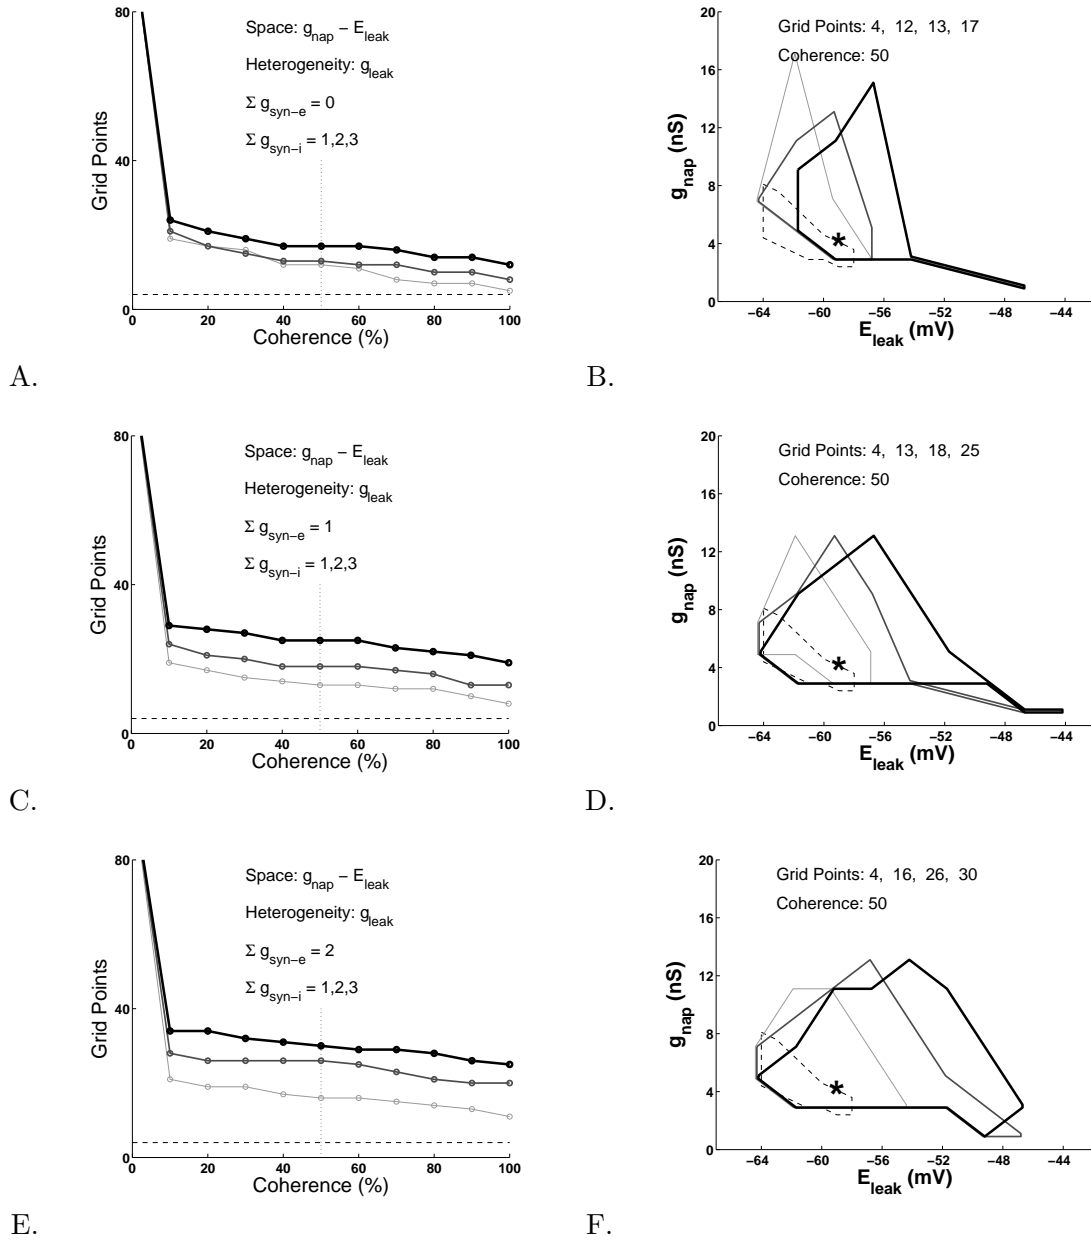 80
40
0
Grid Points
Space: g_nap − E_leak
Heterogeneity: g_leak
Σ g_syn−e = 0
Σ g_syn−i = 1,2,3
0 20 40 60 80 100
Coherence (%)
A.
20
16
12
8
4
0
g_nap (nS)
Grid Points: 4, 12, 13, 17
Coherence: 50
*
−64 −60 −56 −52 −48 −44
E_leak (mV)
B.
80
40
0
Grid Points
Space: g_nap − E_leak
Heterogeneity: g_leak
Σ g_syn−e = 1
Σ g_syn−i = 1,2,3
0 20 40 60 80 100
Coherence (%)
C.
20
16
12
8
4
0
g_nap (nS)
Grid Points: 4, 13, 18, 25
Coherence: 50
*
−64 −60 −56 −52 −48 −44
E_leak (mV)
D.
80
40
0
Grid Points
Space: g_nap − E_leak
Heterogeneity: g_leak
Σ g_syn−e = 2
Σ g_syn−i = 1,2,3
0 20 40 60 80 100
Coherence (%)
E.
20
16
12
8
4
0
g_nap (nS)
Grid Points: 4, 16, 26, 30
Coherence: 50
*
−64 −60 −56 −52 −48 −44
E_leak (mV)
F.